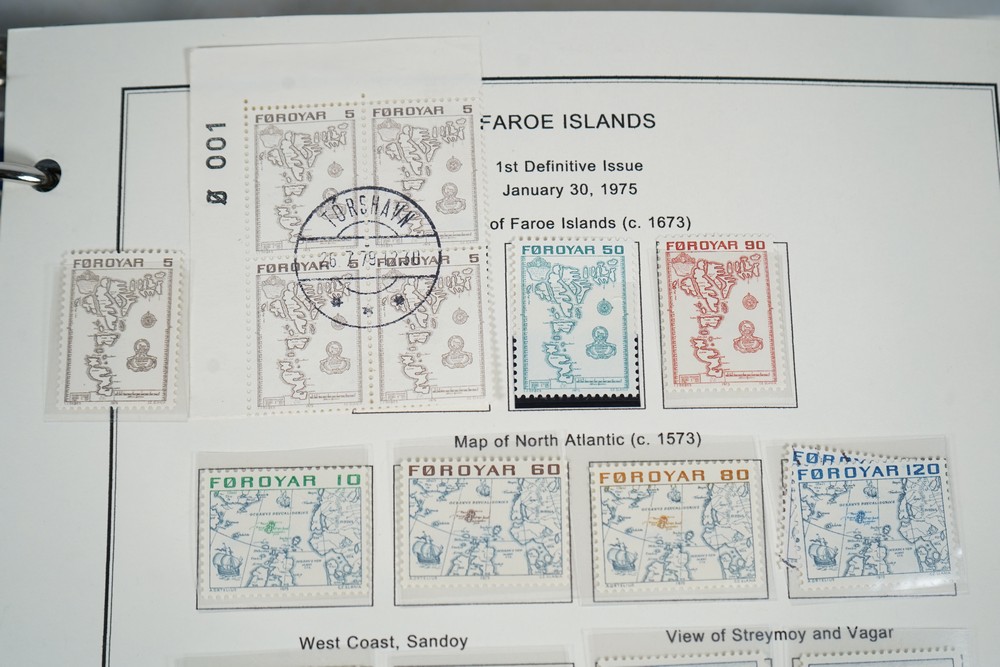 FAROE ISLANDS
1st Definitive Issue
January 30, 1975
of Faroe Islands (c. 1673)
Ø 001
FØROYAR 5
FØROYAR 5
FØROYAR 5
FØROYAR 5
TÓRSHAVN
FØROYAR 5
FØROYAR 50
FØROYAR 90
Map of North Atlantic (c. 1573)
FØROYAR 10
FØROYAR 60
FØROYAR 80
FØROYAR 120
West Coast, Sandoy
View of Streymoy and Vagar